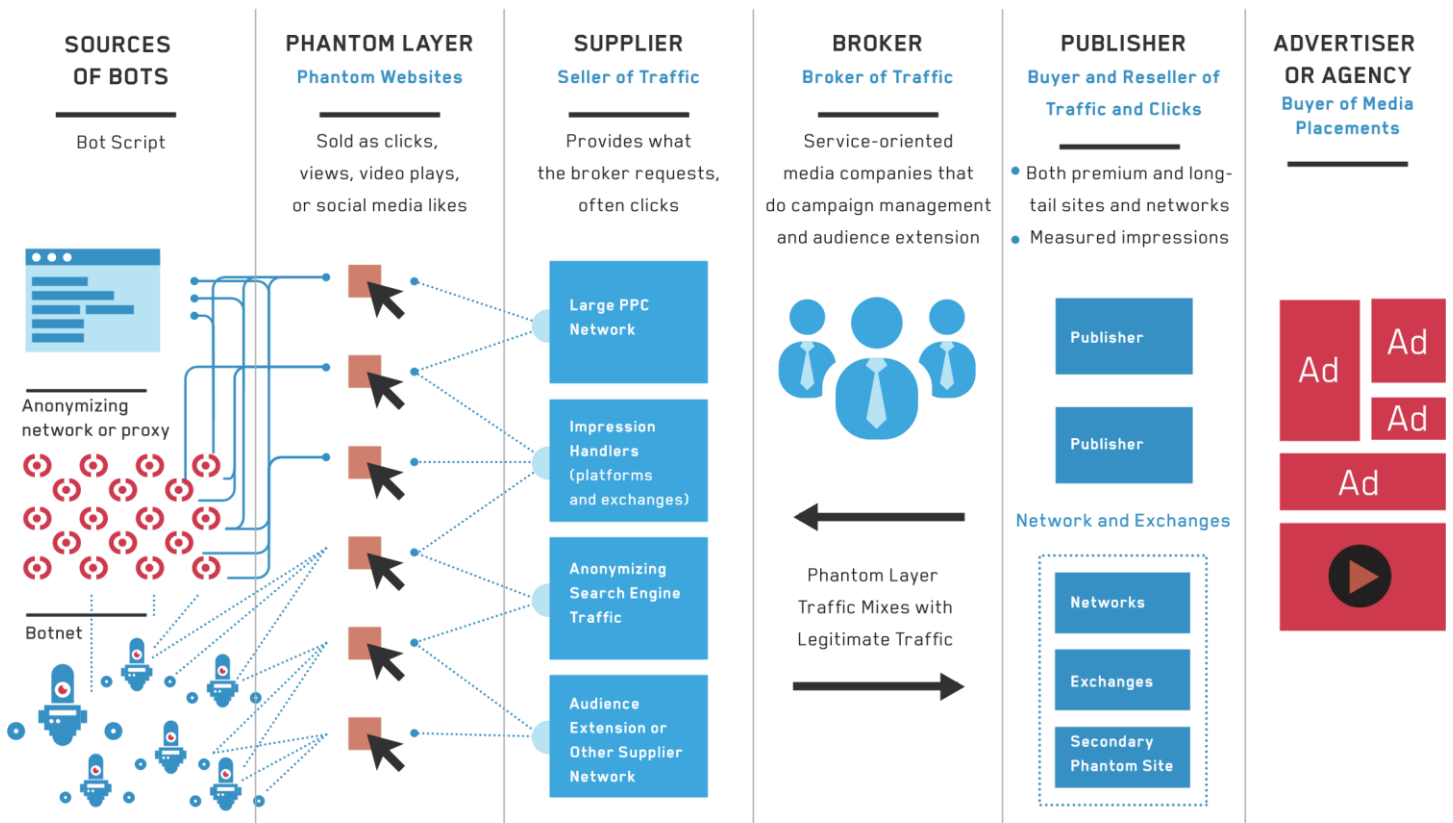 SOURCES
OF BOTS
Bot Script
Anonymizing
network or proxy
Botnet
PHANTOM LAYER
Phantom Websites
Sold as clicks,
views, video plays,
or social media likes
SUPPLIER
Seller of Traffic
Provides what
the broker requests,
often clicks
Large PPC
Network
Impression
Handlers
(platforms
and exchanges)
Anonymizing
Search Engine
Traffic
Audience
Extension or
Other Supplier
Network
BROKER
Broker of Traffic
Service-oriented
media companies that
do campaign management
and audience extension
Phantom Layer
Traffic Mixes with
Legitimate Traffic
PUBLISHER
Buyer and Reseller of
Traffic and Clicks
• Both premium and long-
tail sites and networks
• Measured impressions
Publisher
Publisher
Network and Exchanges
Networks
Exchanges
Secondary
Phantom Site
ADVERTISER
OR AGENCY
Buyer of Media
Placements
Ad
Ad
Ad
Ad